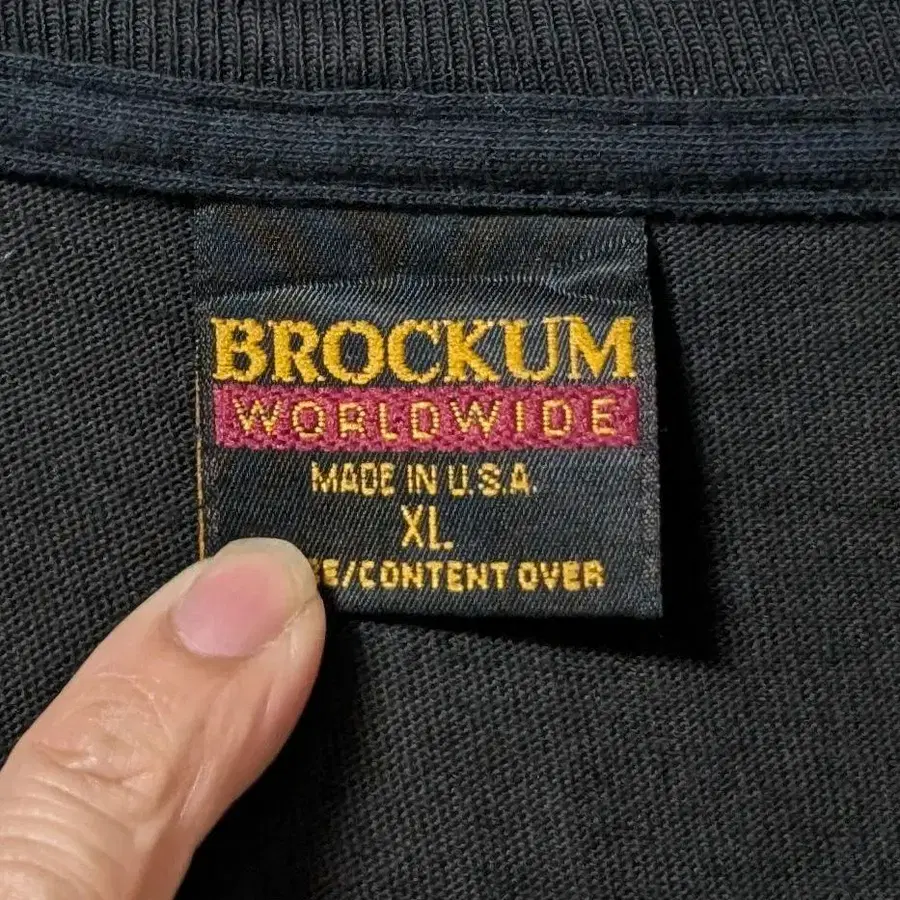 BROCKUM
WORLDWIDE
MADE IN U.S.A.
XL.
/CONTENT OVER